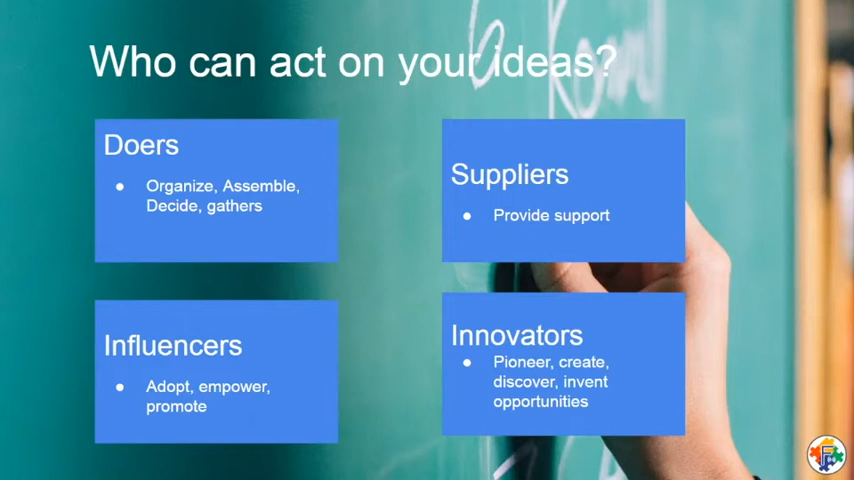 Who can act on your ideas?
Doers
● Organize, Assemble,
Decide, gathers
Suppliers
● Provide support
Influencers
● Adopt, empower,
promote
Innovators
● Pioneer, create,
discover, invent
opportunities